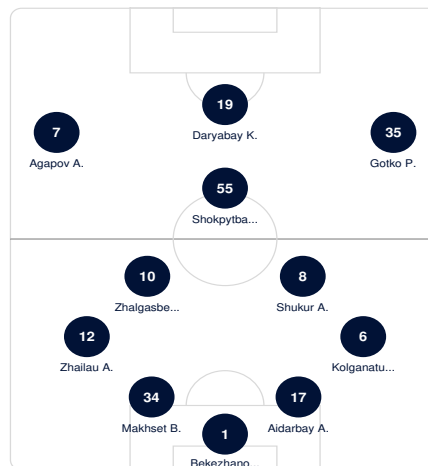 19
Daryabay K.
7
Agapov A.
35
Gotko P.
55
Shokpytba...
10
Zhalgasbe...
8
Shukur A.
12
Zhailau A.
6
Kolganatu...
34
Makhset B.
17
Aidarbay A.
1
Bekezhano...